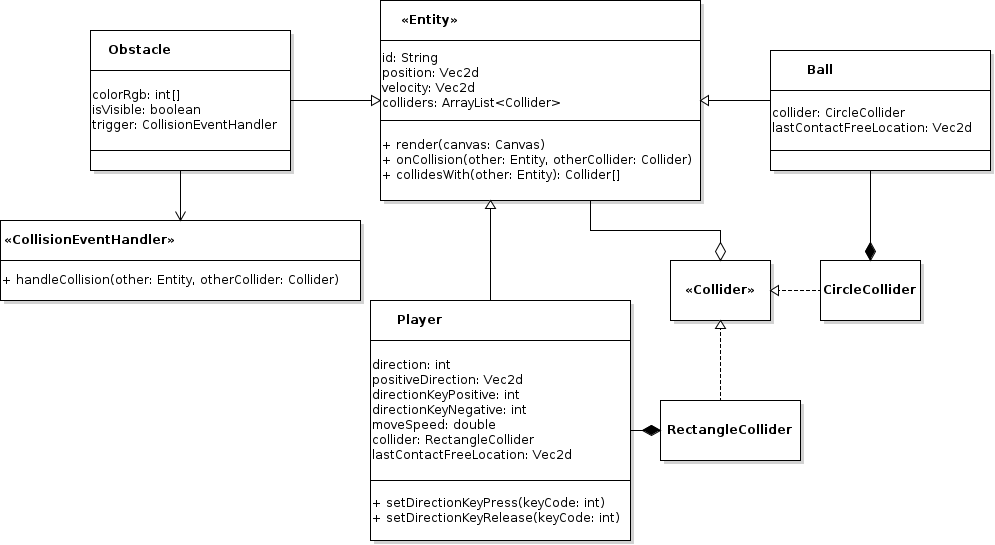 «Entity»
id: String
position: Vec2d
velocity: Vec2d
colliders: ArrayList<Collider>
+ render(canvas: Canvas)
+ onCollision(other: Entity, otherCollider: Collider)
+ collidesWith(other: Entity): Collider[]
Obstacle
colorRgb: int[]
isVisible: boolean
trigger: CollisionEventHandler
Ball
collider: CircleCollider
lastContactFreeLocation: Vec2d
«CollisionEventHandler»
+ handleCollision(other: Entity, otherCollider: Collider)
«Collider»
CircleCollider
Player
direction: int
positiveDirection: Vec2d
directionKeyPositive: int
directionKeyNegative: int
moveSpeed: double
collider: RectangleCollider
lastContactFreeLocation: Vec2d
+ setDirectionKeyPress(keyCode: int)
+ setDirectionKeyRelease(keyCode: int)
RectangleCollider